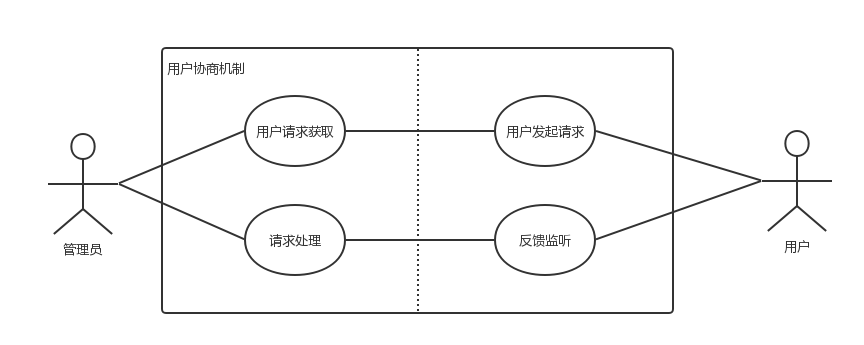 用户协商机制
用户请求获取
用户发起请求
请求处理
反馈监听
管理员
用户